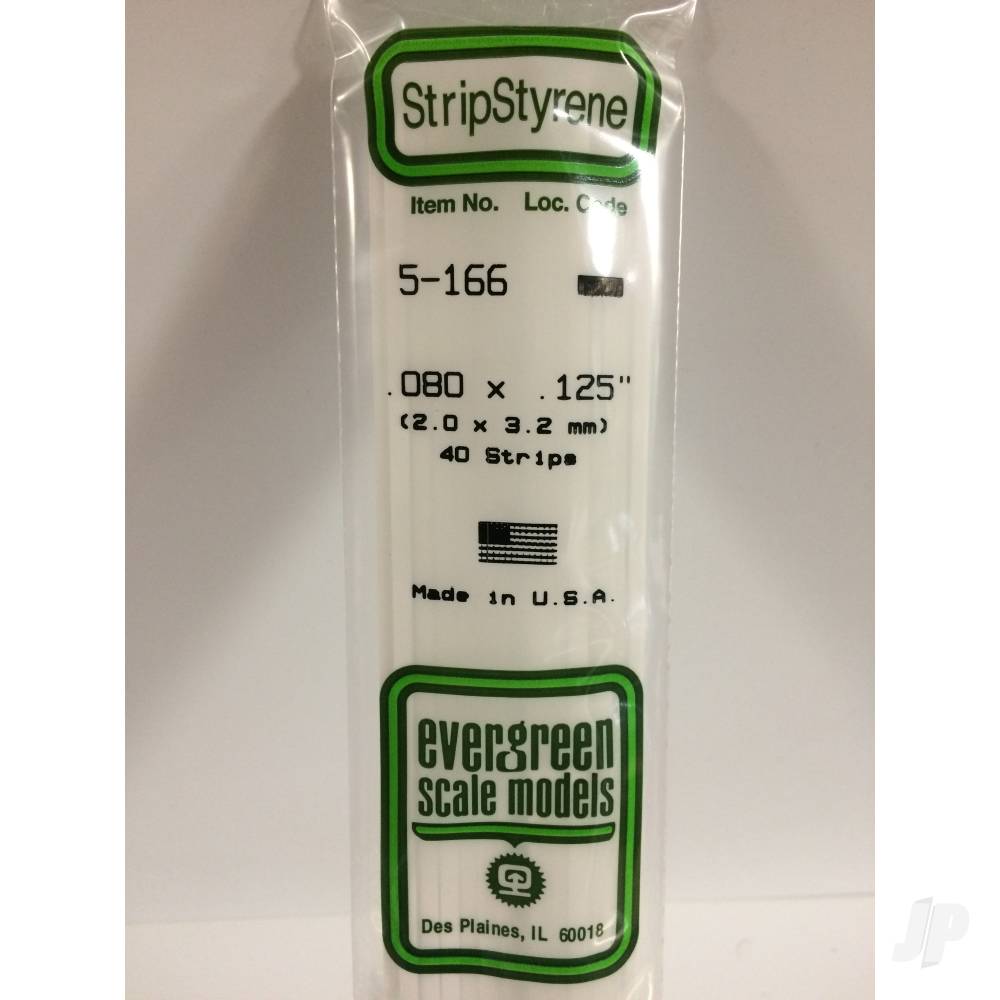 StripStyrene
Item No. Loc. Code
5-166
.080 x .125"
(2.0 x 3.2 mm)
40 Strips
Made in U.S.A.
evergreen
scale models
Des Plaines, IL 60018
JP